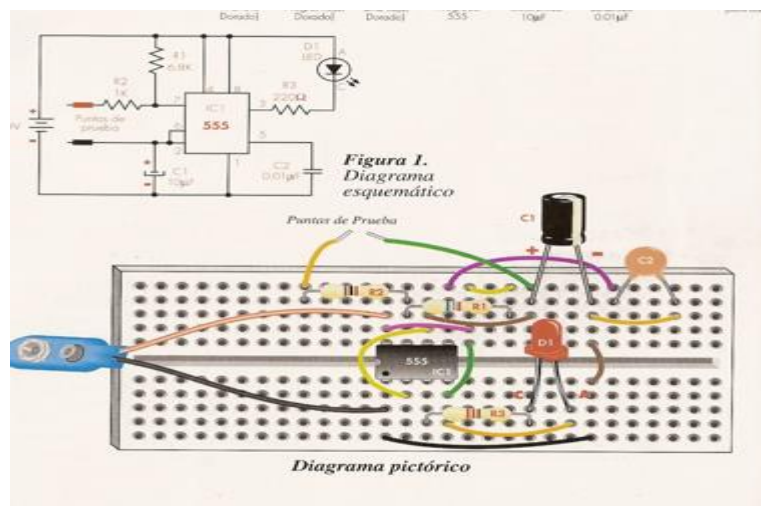 Dorado) Dorado) Dorado) 555 10µF 0.01µF
D1
LED
A
C
R1
6.8K
R2
1K
R3
220Ω
Puntas de
prueba
+
-
7
6
2
4
8
3
5
1
IC1
555
+
-
C1
10µF
C2
0.01µF
Figura 1.
Diagrama
esquemático
Puntas de Prueba
C1
+
-
C2
R2
R1
D1
555
IC1
C
A
R3
Diagrama pictórico